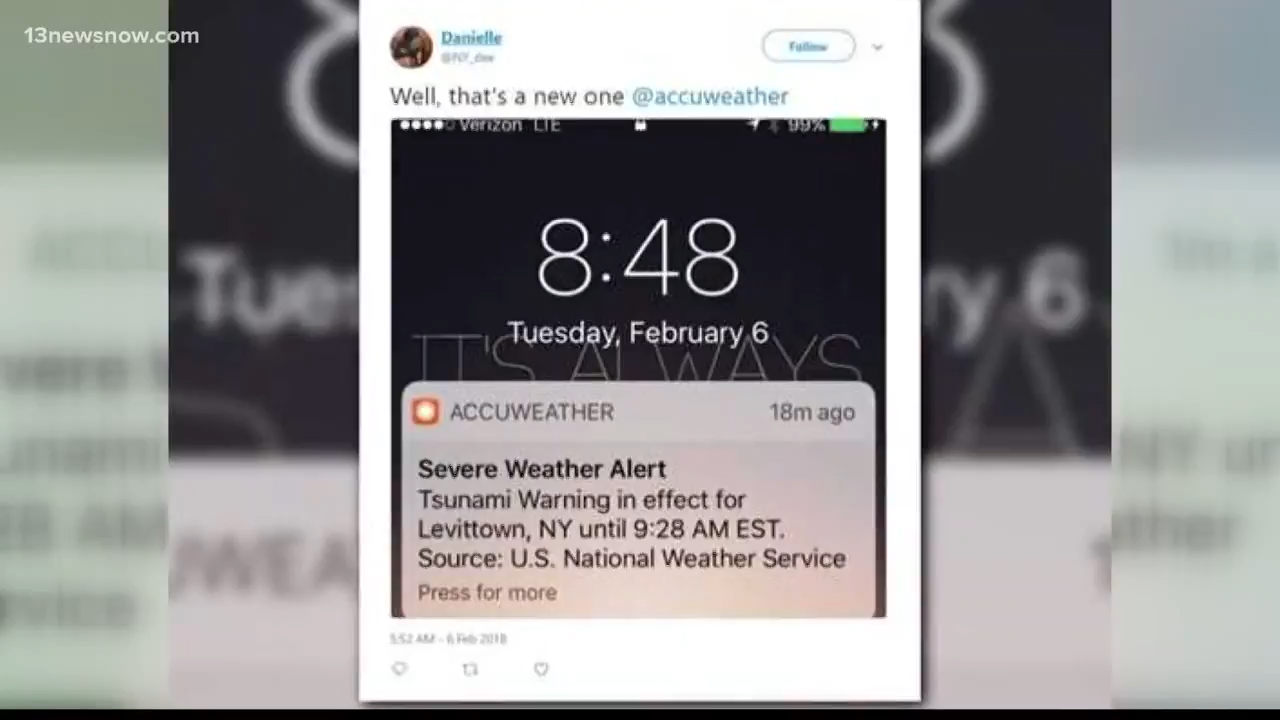 13newsnow.com
Danielle
Follow
Well, that's a new one @accuweather
Verizon LTE 99%
8:48
Tuesday, February 6
IT'S ALWAYS
ACCUWEATHER 18m ago
Severe Weather Alert
Tsunami Warning in effect for
Levittown, NY until 9:28 AM EST.
Source: U.S. National Weather Service
Press for more
5:52 AM - 6 Feb 2018